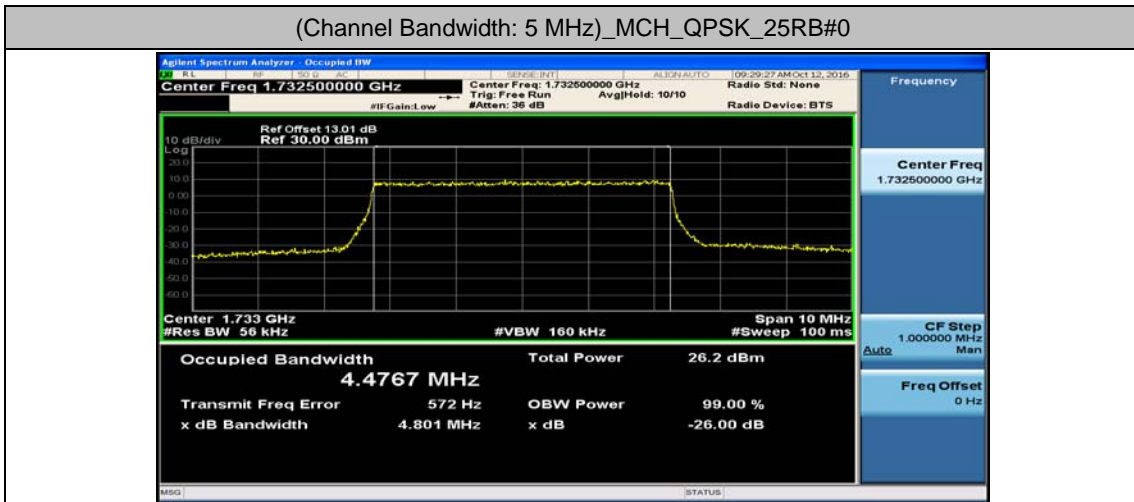 (Channel Bandwidth: 5 MHz)_MCH_QPSK_25RB#0
Agilent Spectrum Analyzer - Occupied BW
RL RF 50 Ω AC SENSE:INT ALIGN AUTO 09:29:27 AM Oct 12, 2016
Center Freq 1.732500000 GHz
Center Freq: 1.732500000 GHz
Radio Std: None
Trig: Free Run Avg|Hold: 10/10
#IFGain:Low
#Atten: 36 dB
Radio Device: BTS
Ref Offset 13.01 dB
10 dB/div Ref 30.00 dBm
Log
20.0
10.0
0.00
-10.0
-20.0
-30.0
-40.0
-50.0
-60.0
Center 1.733 GHz Span 10 MHz
#Res BW 56 kHz #VBW 160 kHz #Sweep 100 ms
Occupied Bandwidth Total Power 26.2 dBm
4.4767 MHz
Transmit Freq Error 572 Hz OBW Power 99.00 %
x dB Bandwidth 4.801 MHz x dB -26.00 dB
MSG STATUS
Frequency
Center Freq
1.732500000 GHz
CF Step
1.000000 MHz
Auto Man
Freq Offset
0 Hz